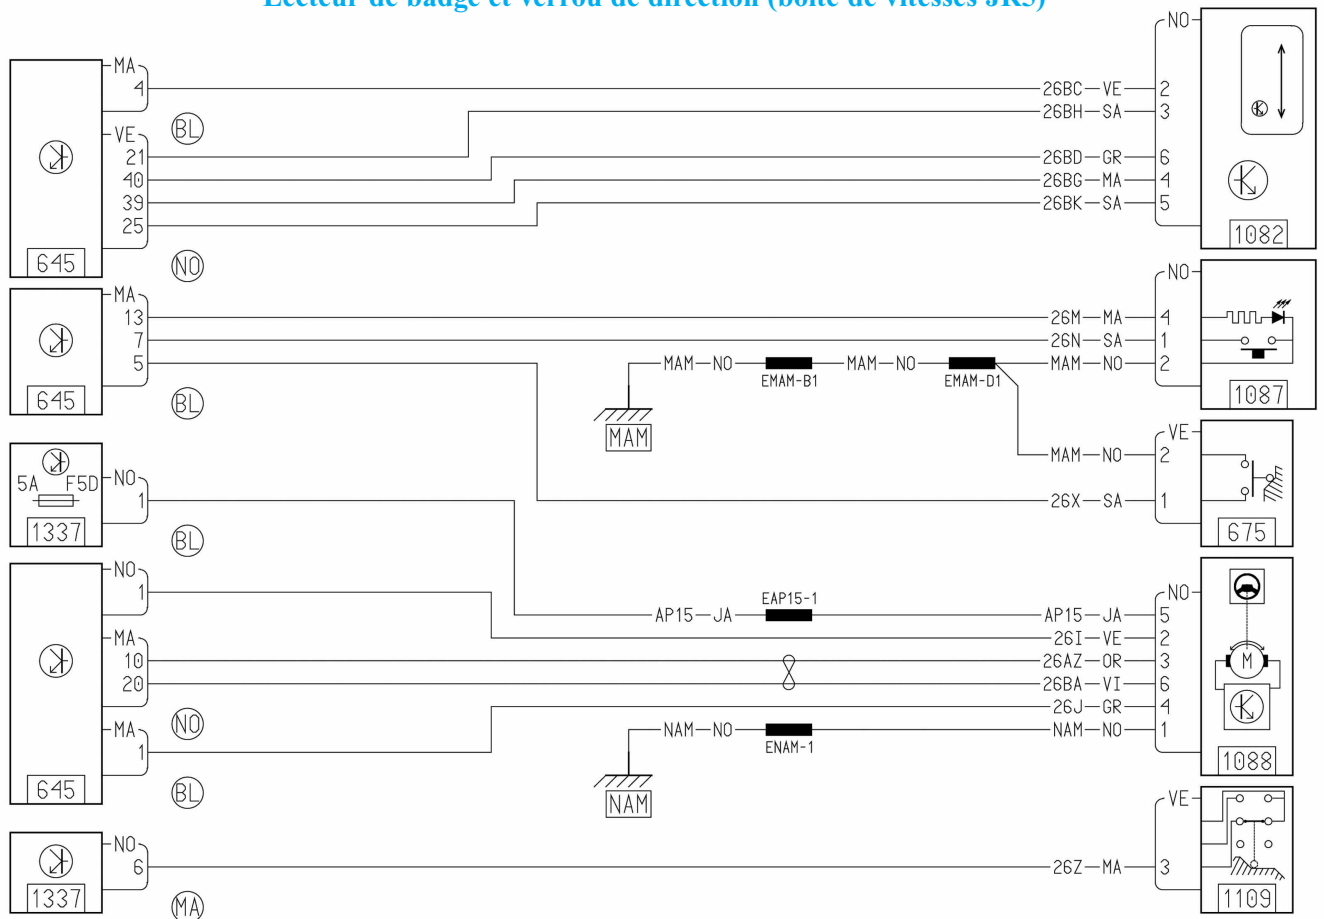 Lecteur de badge et verrou de direction (boîte de vitesses JR5)
NO
MA
4 26BC VE 2
26BH SA 3
BL
VE
21 26BD GR 6
40 26BG MA 4
39 26BK SA 5
25
1082
645 NO
NO
MA
13 26M MA 4
7 26N SA 1
5 MAM NO MAM NO MAM NO 2
EMAM-B1 EMAM-D1
1087
645 BL
MAM
VE
MAM NO 2
5A F5D NO
1 26X SA 1
1337 675
BL
NO NO
1
EAP15-1
AP15 JA AP15 JA 5
MA 26I VE 2
10 26AZ OR 3
M
20 26BA VI 6
26J GR 4
NO
MA NAM NO NAM NO 1
ENAM-1
1 1088
645 BL
NAM
VE
NO
6 26Z MA 3
1337 1109
MA